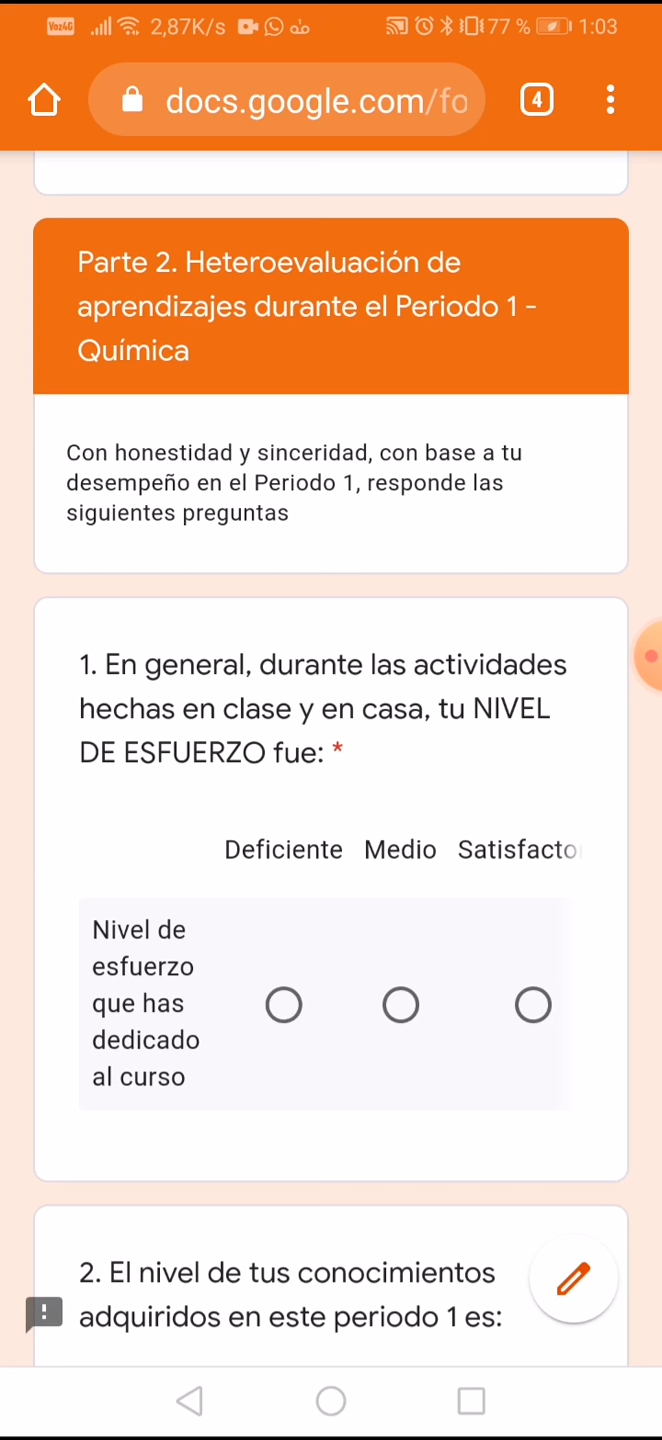 Voz4G 2,87K/s 77 % 1:03
docs.google.com/fo 4
Parte 2. Heteroevaluación de
aprendizajes durante el Periodo 1 -
Química
Con honestidad y sinceridad, con base a tu
desempeño en el Periodo 1, responde las
siguientes preguntas
1. En general, durante las actividades
hechas en clase y en casa, tu NIVEL
DE ESFUERZO fue: *
Deficiente Medio Satisfacto
Nivel de
esfuerzo
que has
dedicado
al curso
2. El nivel de tus conocimientos
adquiridos en este periodo 1 es: